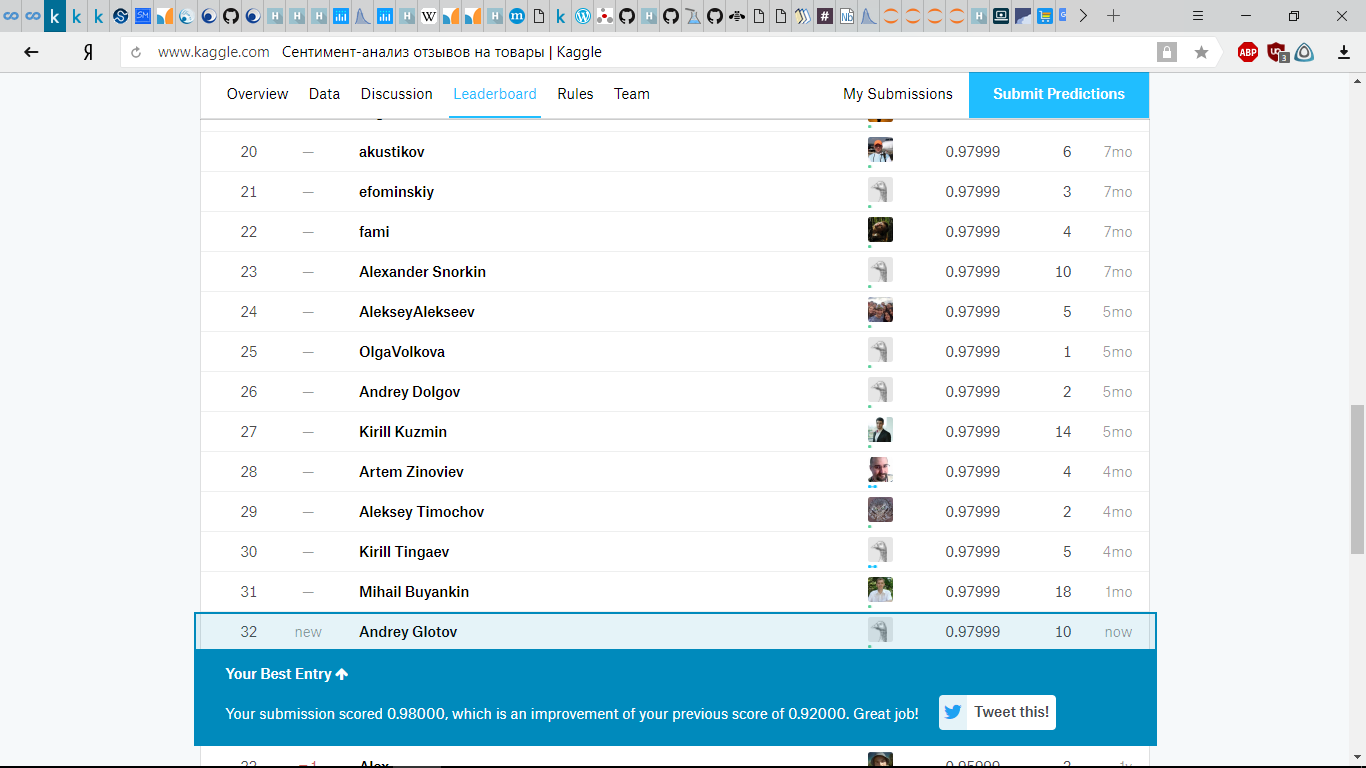 www.kaggle.com Сентимент-анализ отзывов на товары | Kaggle
ABP
3
Overview Data Discussion Leaderboard Rules Team My Submissions Submit Predictions
20 — akustikov 0.97999 6 7mo
21 — efominskiy 0.97999 3 7mo
22 — fami 0.97999 4 7mo
23 — Alexander Snorkin 0.97999 10 7mo
24 — AlekseyAlekseev 0.97999 5 5mo
25 — OlgaVolkova 0.97999 1 5mo
26 — Andrey Dolgov 0.97999 2 5mo
27 — Kirill Kuzmin 0.97999 14 5mo
28 — Artem Zinoviev 0.97999 4 4mo
29 — Aleksey Timochov 0.97999 2 4mo
30 — Kirill Tingaev 0.97999 5 4mo
31 — Mihail Buyankin 0.97999 18 1mo
32 new Andrey Glotov 0.97999 10 now
Your Best Entry
Your submission scored 0.98000, which is an improvement of your previous score of 0.92000. Great job! Tweet this!